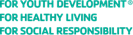 FOR YOUTH DEVELOPMENT®
FOR HEALTHY LIVING
FOR SOCIAL RESPONSIBILITY